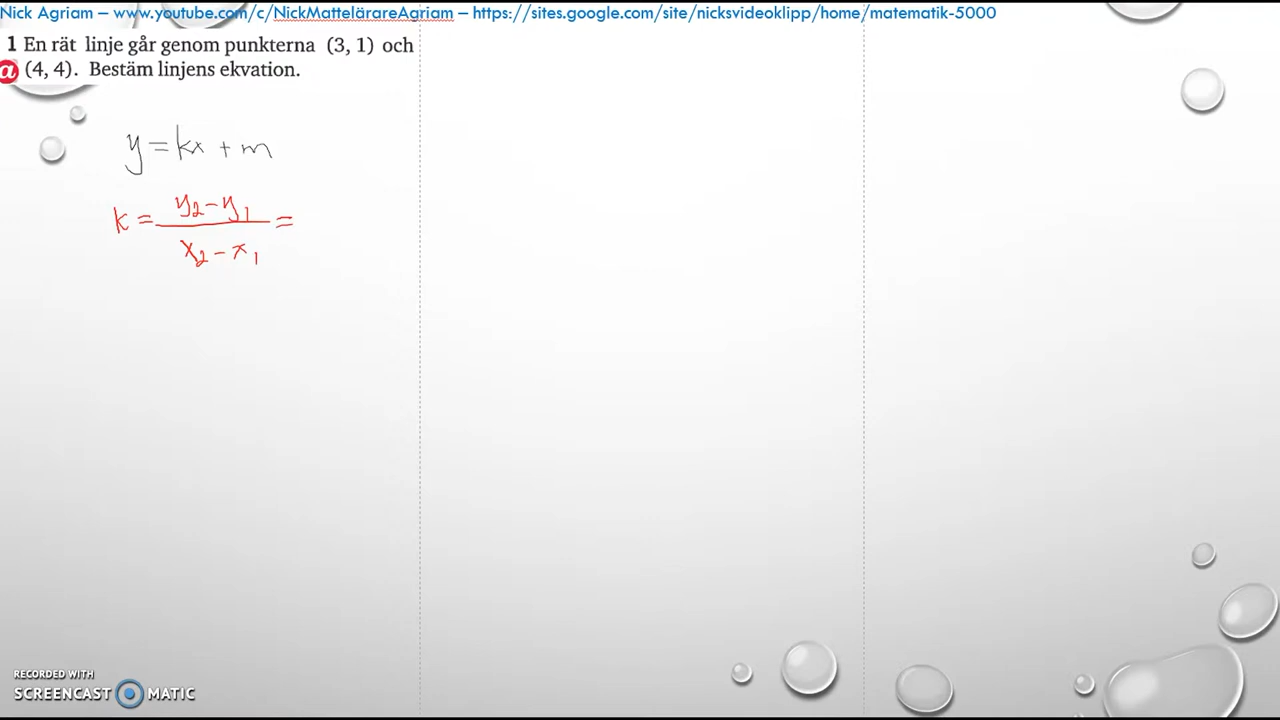 Nick Agriam – www.youtube.com/c/NickMattelärareAgriam – https://sites.google.com/site/nicksvideoklipp/home/matematik-5000
1 En rät linje går genom punkterna (3, 1) och
a (4, 4). Bestäm linjens ekvation.
y = kx + m
k = y₂ - y₁ =
x₂ - x₁
RECORDED WITH
SCREENCAST MATIC